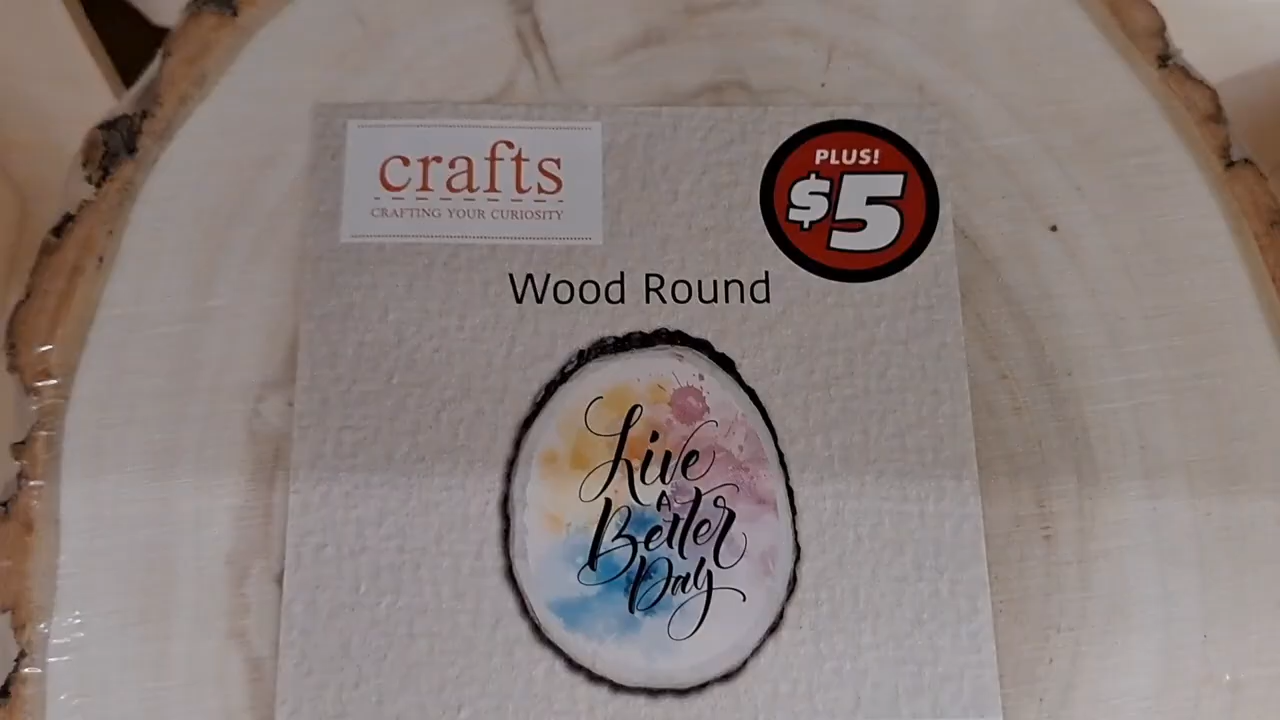 crafts
CRAFTING YOUR CURIOSITY
PLUS!
$5
Wood Round
Live
A
Better
Day